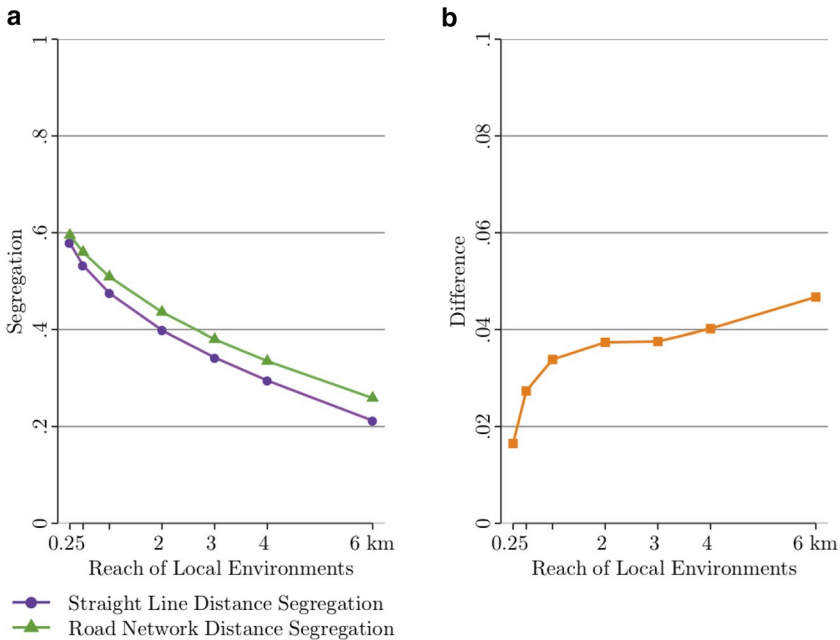 a
b
1
.8
.6
.4
.2
0
Segregation
0.25 2 3 4 6 km
Reach of Local Environments
.1
.08
.06
.04
.02
0
Difference
0.25 2 3 4 6 km
Reach of Local Environments
Straight Line Distance Segregation
Road Network Distance Segregation